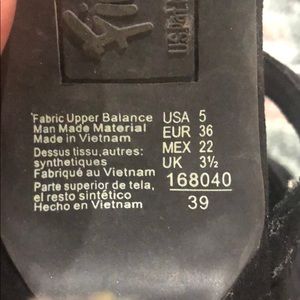 Fabric Upper Balance
Man Made Material
Made in Vietnam
Dessus tissu,autres:
synthetiques
Fabriqué au Vietnam
Parte superior de tela,
el resto sintético
Hecho en Vietnam
USA 5
EUR 36
MEX 22
UK 3½
168040
39